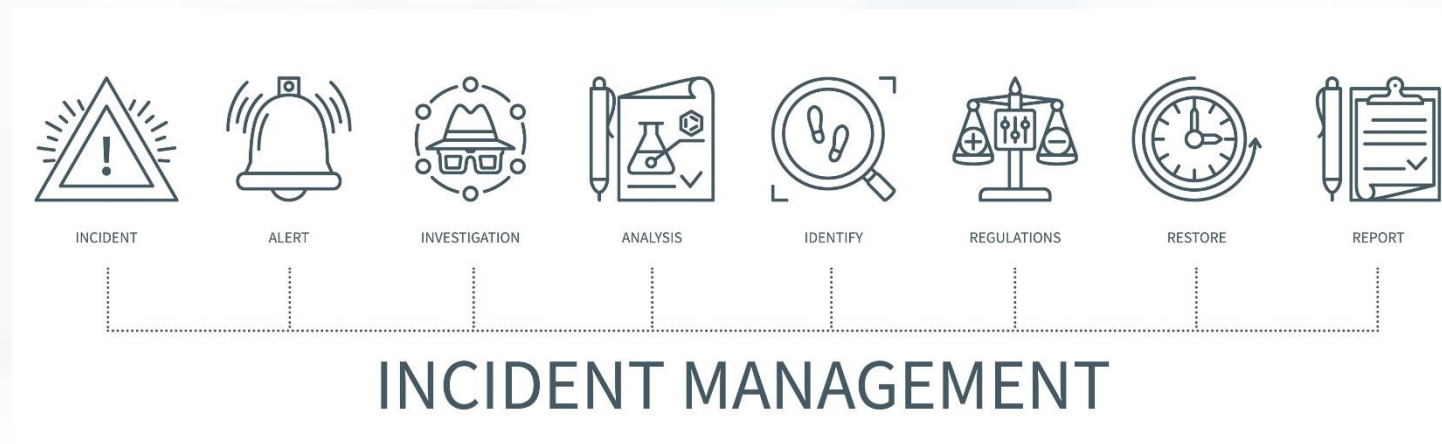 INCIDENT
ALERT
INVESTIGATION
ANALYSIS
IDENTIFY
REGULATIONS
RESTORE
REPORT
INCIDENT MANAGEMENT